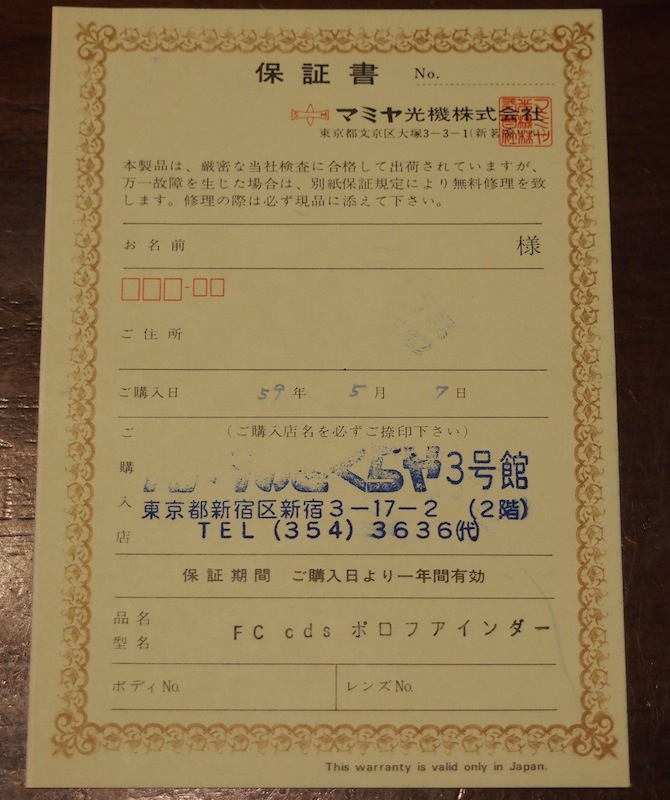 保証書 No.
S M マミヤ光機株式会社
東京都文京区大塚3-3-1(新茗
本製品は、厳密な当社検査に合格して出荷されていますが、
万一故障を生じた場合は、別紙保証規定により無料修理を致
します。修理の際は必ず現品に添えて下さい。
お名前 様
ご住所
ご購入日 59年 5月 7日
ご購入店 (ご購入店名を必ずご捺印下さい)
さくらや3号館
東京都新宿区新宿3-17-2 (2階)
TEL (354) 3636㈹
保証期間 ご購入日より一年間有効
品名
型名 FC cds ポロフアインダー
ボディNo. レンズNo.
This warranty is valid only in Japan.